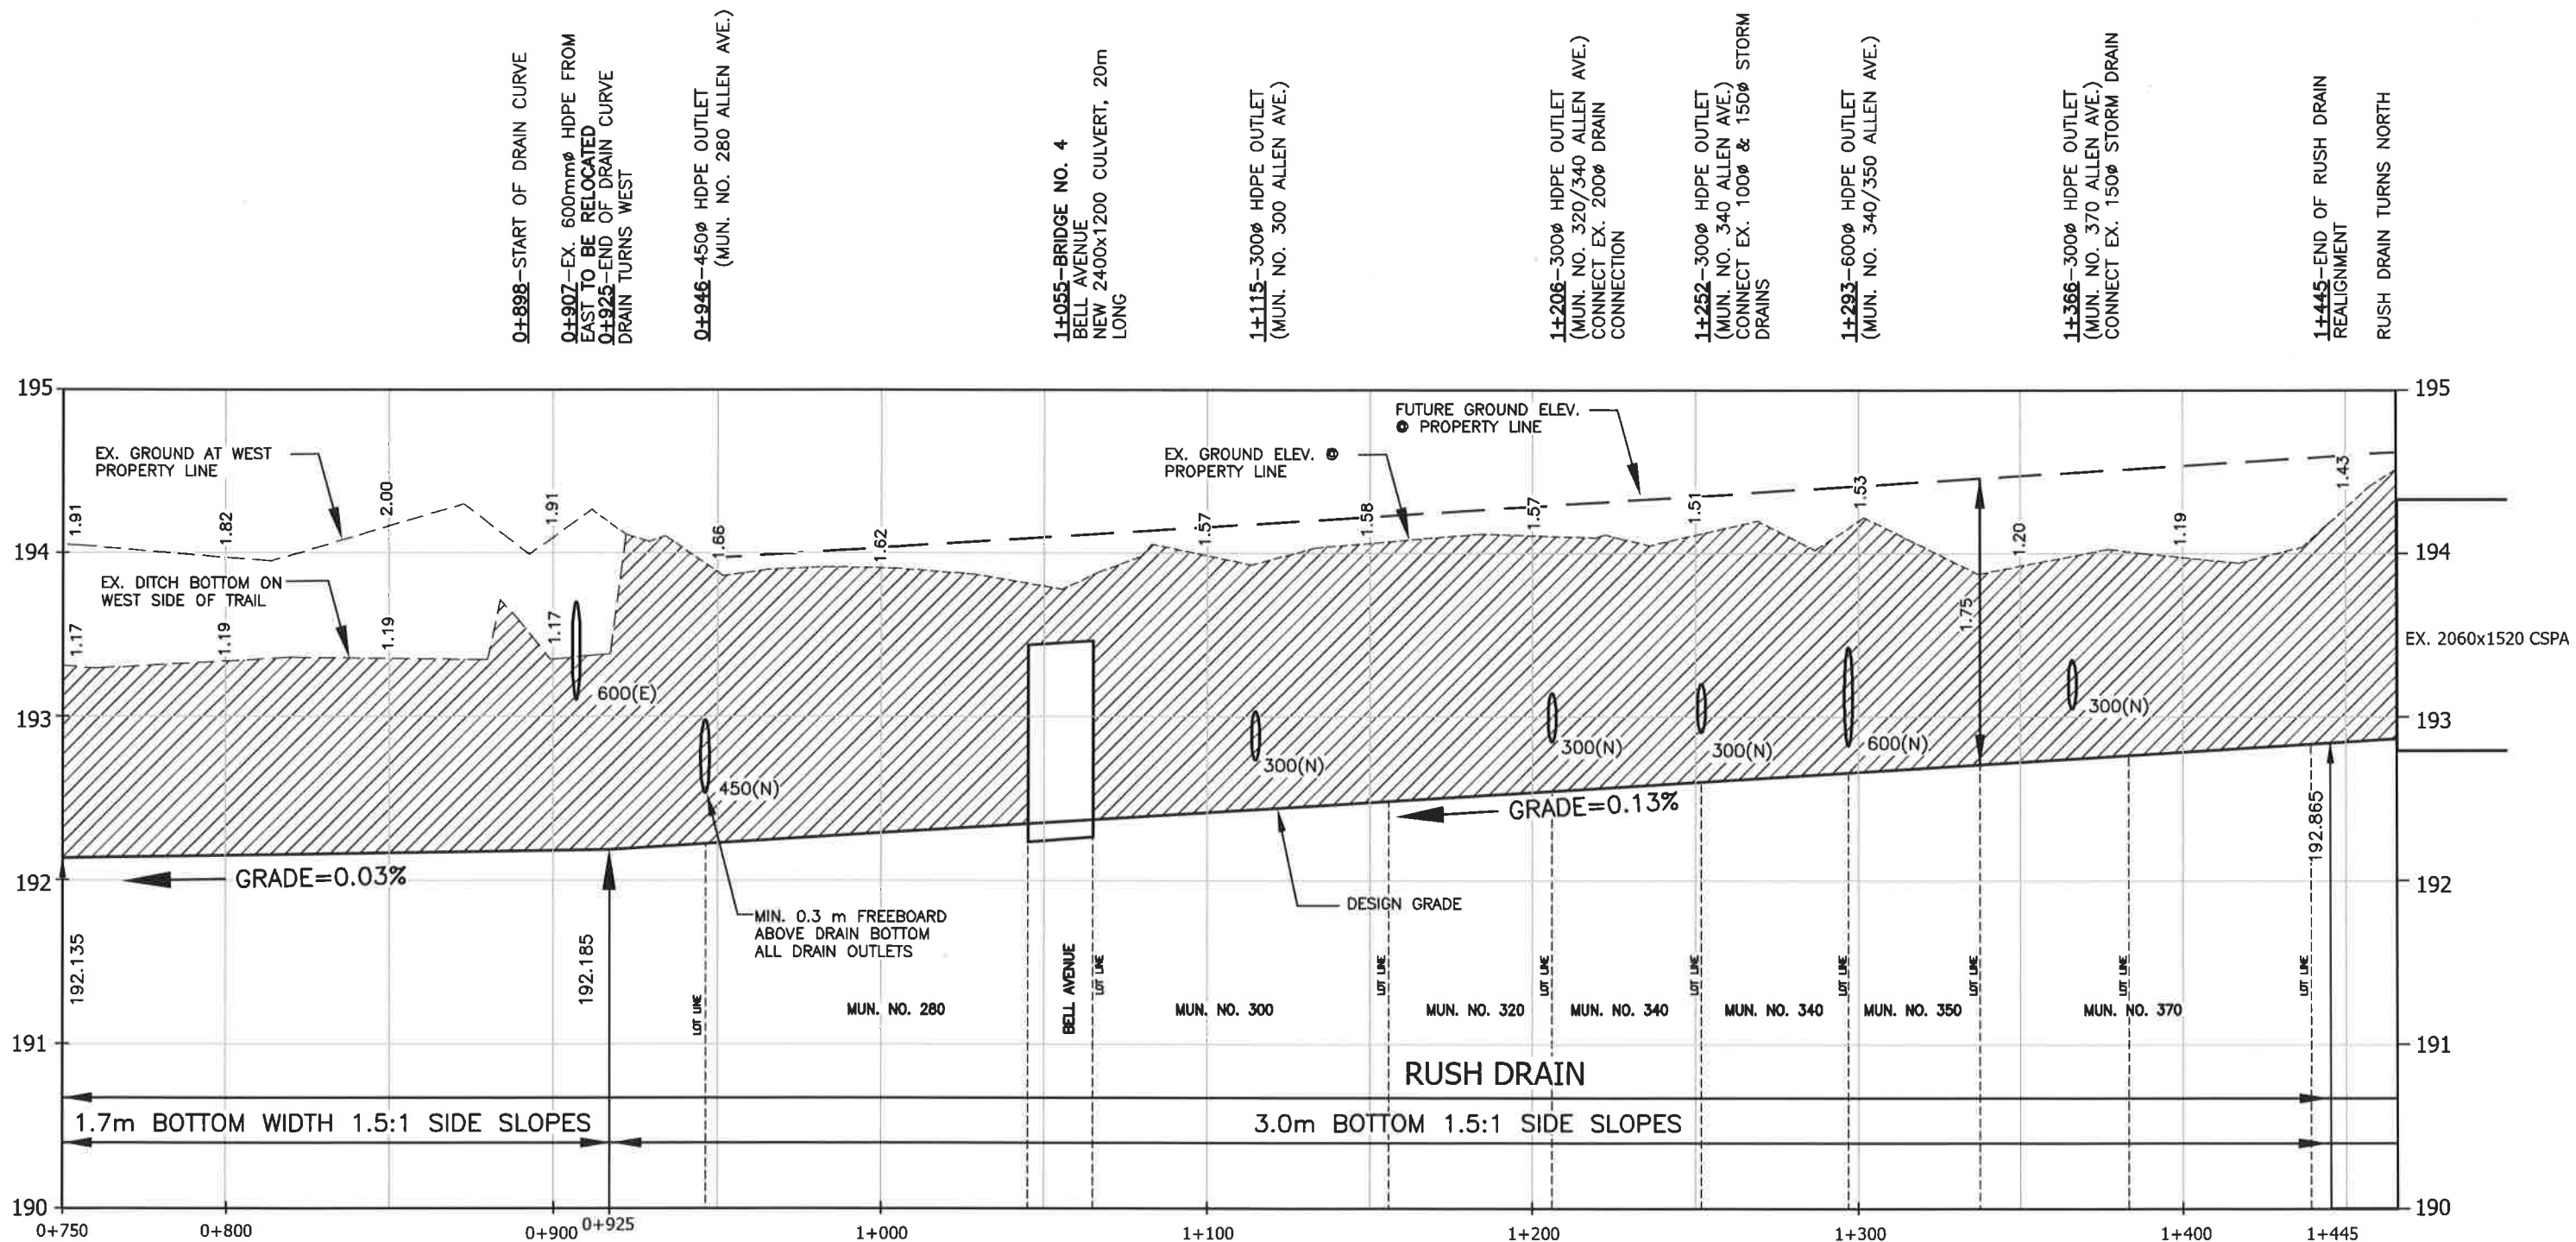 0+898-START OF DRAIN CURVE
0+907-EX. 600mmø HDPE FROM
EAST TO BE RELOCATED
0+925-END OF DRAIN CURVE
DRAIN TURNS WEST
0+946-450ø HDPE OUTLET
(MUN. NO. 280 ALLEN AVE.)
1+055-BRIDGE NO. 4
BELL AVENUE
NEW 2400x1200 CULVERT, 20m
LONG
1+115-300ø HDPE OUTLET
(MUN. NO. 300 ALLEN AVE.)
1+206-300ø HDPE OUTLET
(MUN. NO. 320/340 ALLEN AVE.)
CONNECT EX. 200ø DRAIN
CONNECTION
1+252-300ø HDPE OUTLET
(MUN. NO. 340 ALLEN AVE.)
CONNECT EX. 100ø & 150ø STORM
DRAINS
1+293-600ø HDPE OUTLET
(MUN. NO. 340/350 ALLEN AVE.)
1+366-300ø HDPE OUTLET
(MUN. NO. 370 ALLEN AVE.)
CONNECT EX. 150ø STORM DRAIN
1+445-END OF RUSH DRAIN
REALIGNMENT
RUSH DRAIN TURNS NORTH
195
195
FUTURE GROUND ELEV.
@ PROPERTY LINE
EX. GROUND AT WEST
PROPERTY LINE
EX. GROUND ELEV. @
PROPERTY LINE
1.91
1.82
2.00
1.91
1.66
1.62
1.57
1.58
1.57
1.51
1.53
1.20
1.19
1.43
194
194
EX. DITCH BOTTOM ON
WEST SIDE OF TRAIL
1.17
1.19
1.19
1.17
1.75
EX. 2060x1520 CSPA
600(E)
450(N)
300(N)
300(N)
300(N)
600(N)
300(N)
193
193
GRADE=0.13%
GRADE=0.03%
192
192
MIN. 0.3 m FREEBOARD
ABOVE DRAIN BOTTOM
ALL DRAIN OUTLETS
DESIGN GRADE
192.135
192.185
192.865
LOT LINE
BELL AVENUE
LOT LINE
LOT LINE
LOT LINE
LOT LINE
LOT LINE
LOT LINE
LOT LINE
LOT LINE
MUN. NO. 280
MUN. NO. 300
MUN. NO. 320
MUN. NO. 340
MUN. NO. 340
MUN. NO. 350
MUN. NO. 370
191
191
RUSH DRAIN
1.7m BOTTOM WIDTH 1.5:1 SIDE SLOPES
3.0m BOTTOM 1.5:1 SIDE SLOPES
190
190
0+750
0+800
0+900
0+925
1+000
1+100
1+200
1+300
1+400
1+445